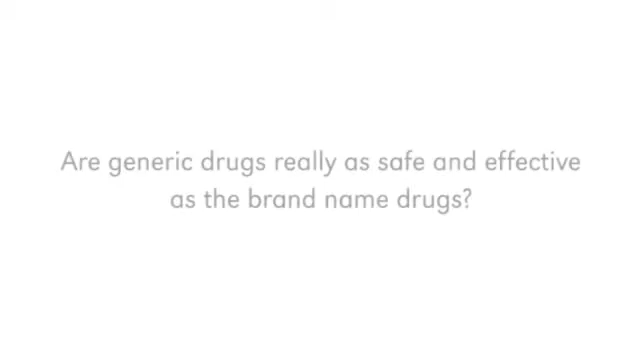 Are generic drugs really as safe and effective
as the brand name drugs?